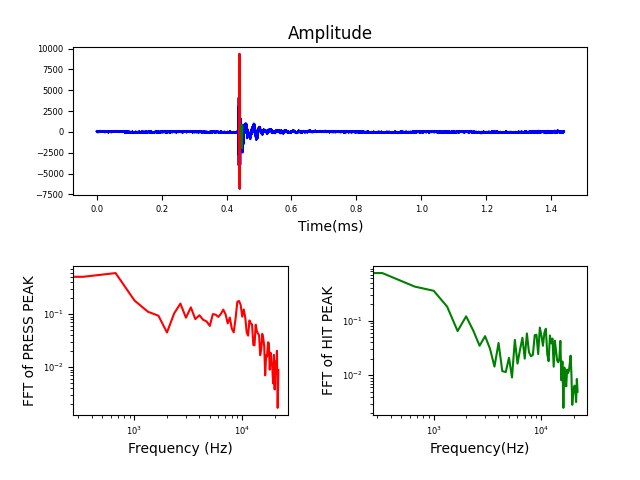 Amplitude
10000
7500
5000
2500
0
−2500
−5000
−7500
0.0 0.2 0.4 0.6 0.8 1.0 1.2 1.4
Time(ms)
FFT of PRESS PEAK
10⁻¹
10⁻²
10³ 10⁴
Frequency (Hz)
FFT of HIT PEAK
10⁻¹
10⁻²
10³ 10⁴
Frequency(Hz)